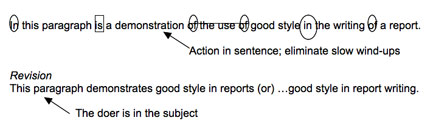 In this paragraph is a demonstration of the use of good style in the writing of a report.
Action in sentence; eliminate slow wind-ups
Revision
This paragraph demonstrates good style in reports (or) ...good style in report writing.
The doer is in the subject